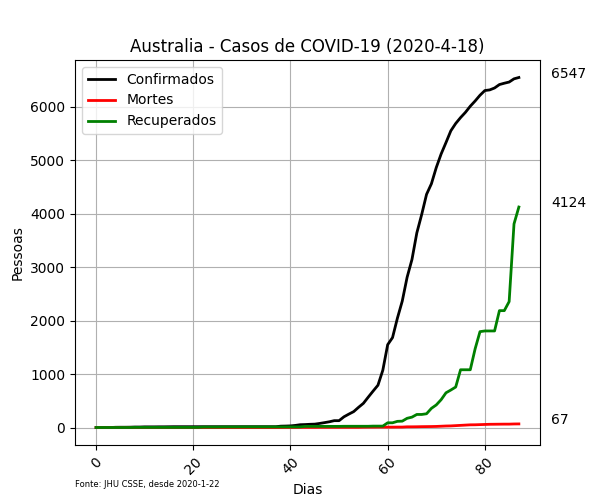 Australia - Casos de COVID-19 (2020-4-18)
Confirmados
Mortes
Recuperados
6547
4124
67
Pessoas
6000
5000
4000
3000
2000
1000
0
0
20
40
60
80
Dias
Fonte: JHU CSSE, desde 2020-1-22